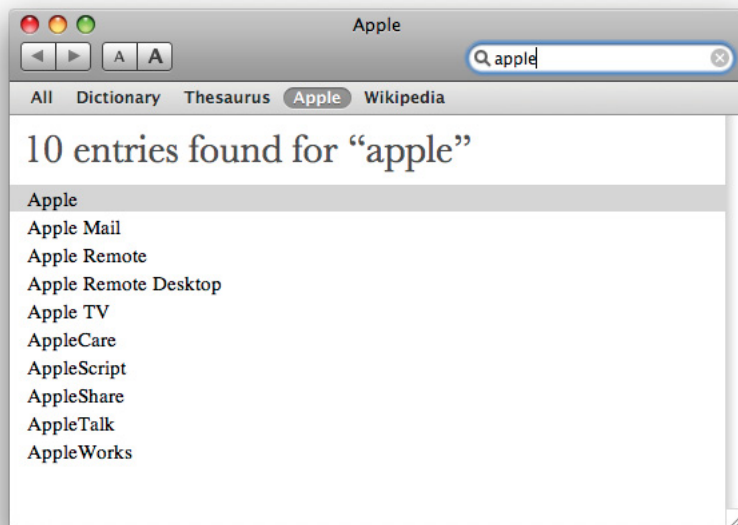 Apple
A A apple
All Dictionary Thesaurus Apple Wikipedia
10 entries found for “apple”
Apple
Apple Mail
Apple Remote
Apple Remote Desktop
Apple TV
AppleCare
AppleScript
AppleShare
AppleTalk
AppleWorks